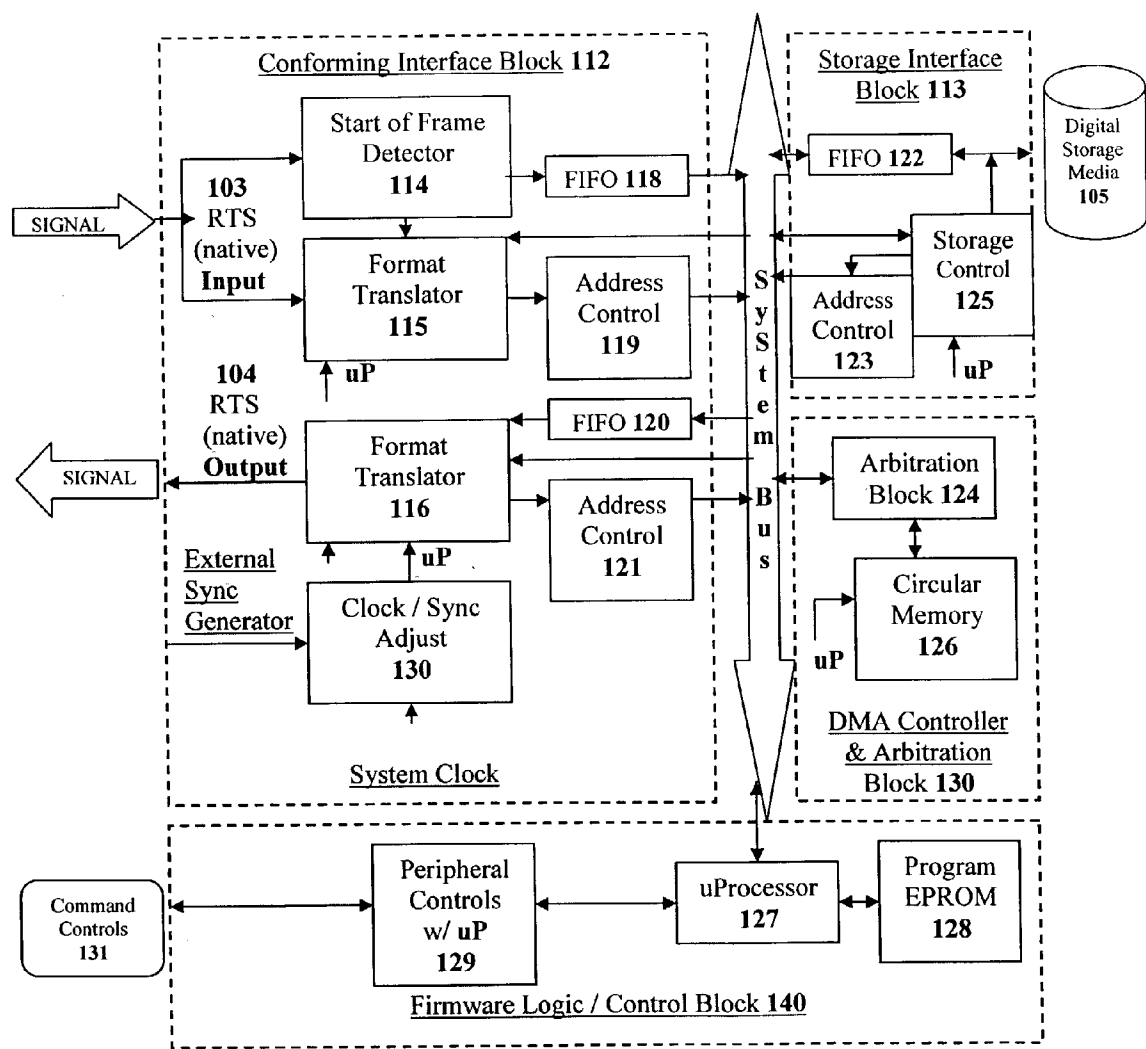 Conforming Interface Block 112
Start of Frame
Detector
114
FIFO 118
SIGNAL
103
RTS
(native)
Input
Format
Translator
115
Address
Control
119
uP
104
RTS
(native)
Output
SIGNAL
FIFO 120
Format
Translator
116
Address
Control
121
uP
External
Sync
Generator
Clock / Sync
Adjust
130
System Clock
SyStem
Bus
Storage Interface
Block 113
FIFO 122
Digital
Storage
Media
105
Storage
Control
125
Address
Control
123
uP
Arbitration
Block 124
Circular
Memory
126
uP
DMA Controller
& Arbitration
Block 130
Command
Controls
131
Peripheral
Controls
w/ uP
129
uProcessor
127
Program
EPROM
128
Firmware Logic / Control Block 140